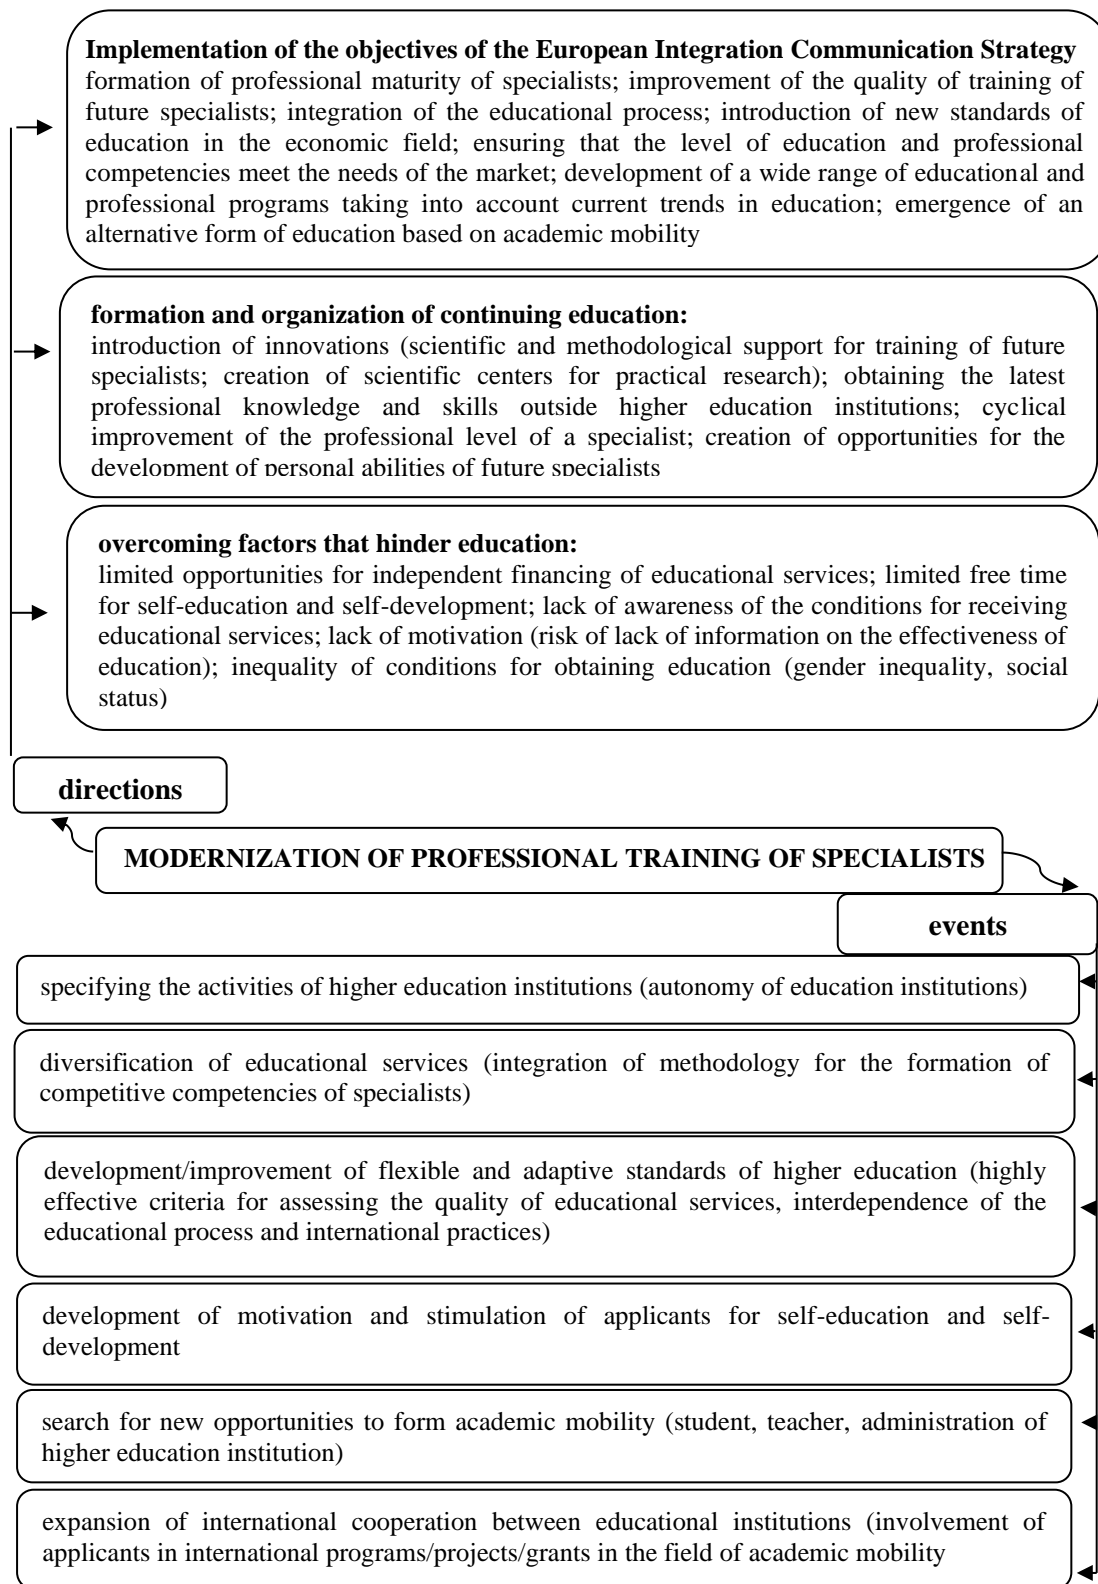 Implementation of the objectives of the European Integration Communication Strategy
formation of professional maturity of specialists; improvement of the quality of training of
future specialists; integration of the educational process; introduction of new standards of
education in the economic field; ensuring that the level of education and professional
competencies meet the needs of the market; development of a wide range of educational and
professional programs taking into account current trends in education; emergence of an
alternative form of education based on academic mobility
formation and organization of continuing education:
introduction of innovations (scientific and methodological support for training of future
specialists; creation of scientific centers for practical research); obtaining the latest
professional knowledge and skills outside higher education institutions; cyclical
improvement of the professional level of a specialist; creation of opportunities for the
development of personal abilities of future specialists
overcoming factors that hinder education:
limited opportunities for independent financing of educational services; limited free time
for self-education and self-development; lack of awareness of the conditions for receiving
educational services; lack of motivation (risk of lack of information on the effectiveness of
education); inequality of conditions for obtaining education (gender inequality, social
status)
directions
MODERNIZATION OF PROFESSIONAL TRAINING OF SPECIALISTS
events
specifying the activities of higher education institutions (autonomy of education institutions)
diversification of educational services (integration of methodology for the formation of
competitive competencies of specialists)
development/improvement of flexible and adaptive standards of higher education (highly
effective criteria for assessing the quality of educational services, interdependence of the
educational process and international practices)
development of motivation and stimulation of applicants for self-education and self-
development
search for new opportunities to form academic mobility (student, teacher, administration of
higher education institution)
expansion of international cooperation between educational institutions (involvement of
applicants in international programs/projects/grants in the field of academic mobility